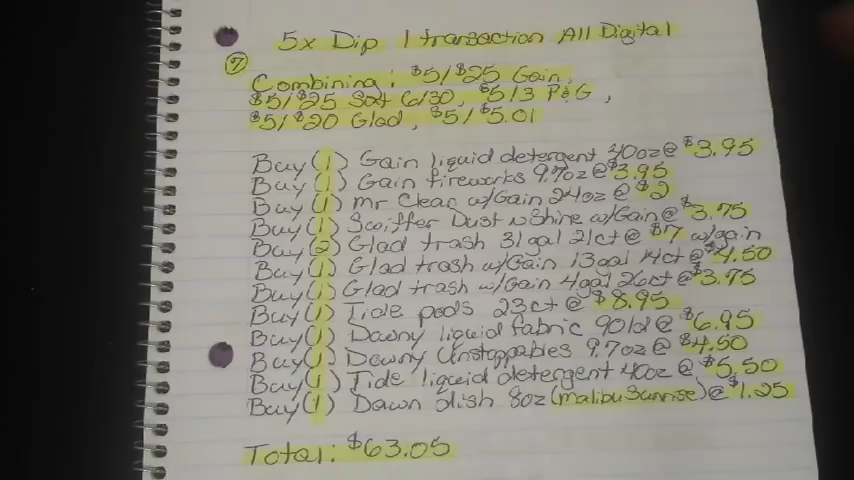 5x Dip 1 transaction All Digital
7
Combining: $5/$25 Gain,
$5/$25 Sat 6/30, $5/3 P&G,
$5/$20 Glad, $5/$5.01
Buy (1) Gain liquid detergent 40oz @ $3.95
Buy (1) Gain fireworks 9.7oz @ $3.95
Buy (1) Mr Clean w/Gain 24oz @ $2
Buy (1) Swiffer Dust n Shine w/Gain @ $3.75
Buy (2) Glad trash 31gal 21ct @ $7 w/gain
Buy (1) Glad trash w/Gain 13gal 14ct @ $4.50
Buy (1) Glad trash w/Gain 4gal 26ct @ $3.75
Buy (1) Tide pods 23ct @ $8.95
Buy (1) Downy liquid fabric 90ld @ $6.95
Buy (1) Downy Unstoppables 9.7oz @ $4.50
Buy (1) Tide liquid detergent 40oz @ $5.50
Buy (1) Dawn dish 8oz (malibu Sunrise) @ $1.25
Total: $63.05